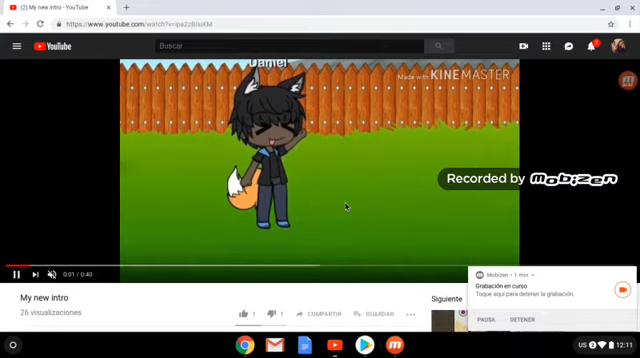 (2) My new intro - YouTube
https://www.youtube.com/watch?v=ipa2zBIiuKM
YouTube
Buscar
Daniel
Made with KINEMASTER
Recorded by mobizen
0:01 / 0:40
My new intro
26 visualizaciones
1
1
COMPARTIR
GUARDAR
Siguiente
Mobizen • 1 min
Grabación en curso
Toque aquí para detener la grabación.
PAUSA
DETENER
US
2
12:11